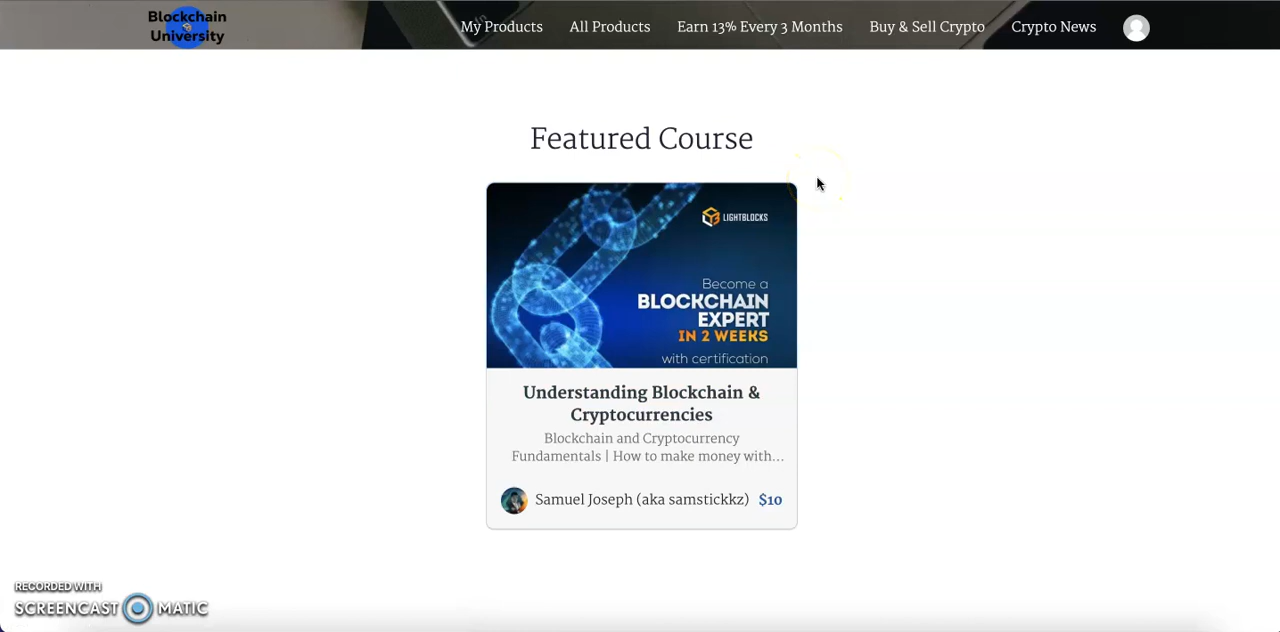 Blockchain
University
My Products
All Products
Earn 13% Every 3 Months
Buy & Sell Crypto
Crypto News
Featured Course
LIGHTBLOCKS
Become a
BLOCKCHAIN
EXPERT
IN 2 WEEKS
with certification
Understanding Blockchain &
Cryptocurrencies
Blockchain and Cryptocurrency
Fundamentals | How to make money with...
Samuel Joseph (aka samstickkz) $10
RECORDED WITH
SCREENCAST MATIC